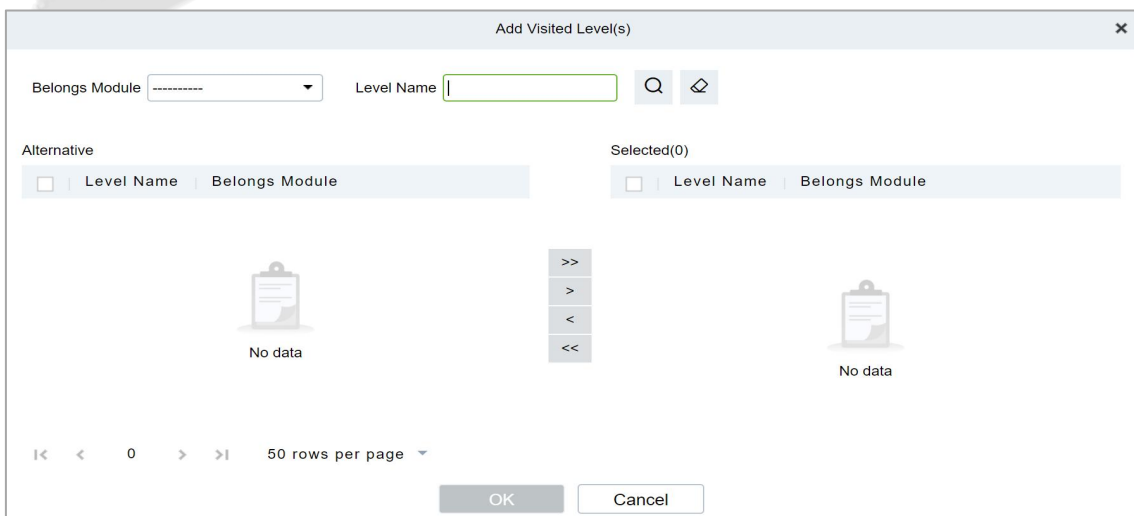 Add Visited Level(s)
Belongs Module ---------- Level Name
Alternative Selected(0)
Level Name Belongs Module Level Name Belongs Module
>>
>
<
<<
No data
No data
0 50 rows per page
OK Cancel